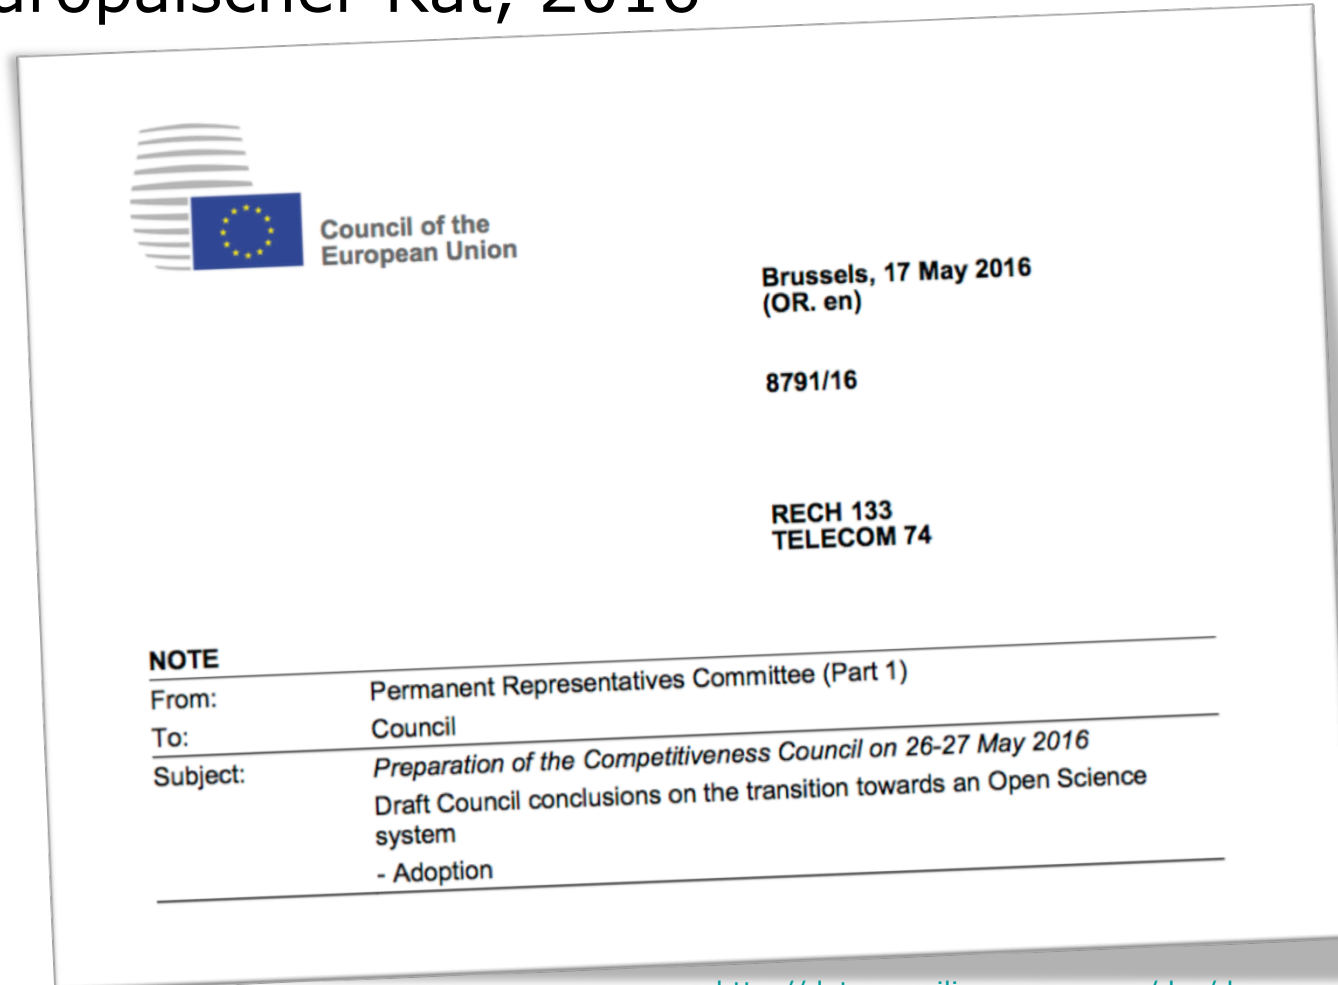 Rat, 2016
Council of the
European Union
Brussels, 17 May 2016
(OR. en)
8791/16
RECH 133
TELECOM 74
NOTE
From: Permanent Representatives Committee (Part 1)
To: Council
Subject: Preparation of the Competitiveness Council on 26-27 May 2016
Draft Council conclusions on the transition towards an Open Science
system
- Adoption